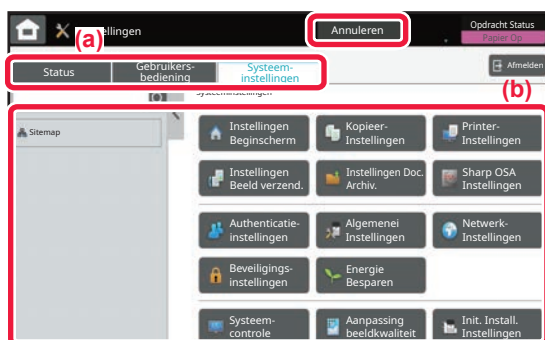 ellingen
Annuleren
Opdracht Status
Papier Op
(a)
Status
Gebruikers-
bediening
Systeem-
instellingen
Afmelden
(b)
Systeeminstellingen
Sitemap
Instellingen
Beginscherm
Kopieer-
Instellingen
Printer-
Instellingen
Instellingen
Beeld verzend.
Instellingen Doc.
Archiv.
Sharp OSA
Instellingen
Authenticatie-
instellingen
Algemenei
Instellingen
Netwerk-
Instellingen
Beveiligings-
instellingen
Energie
Besparen
Systeem-
controle
Aanpassing
beeldkwaliteit
Init. Install.
Instellingen